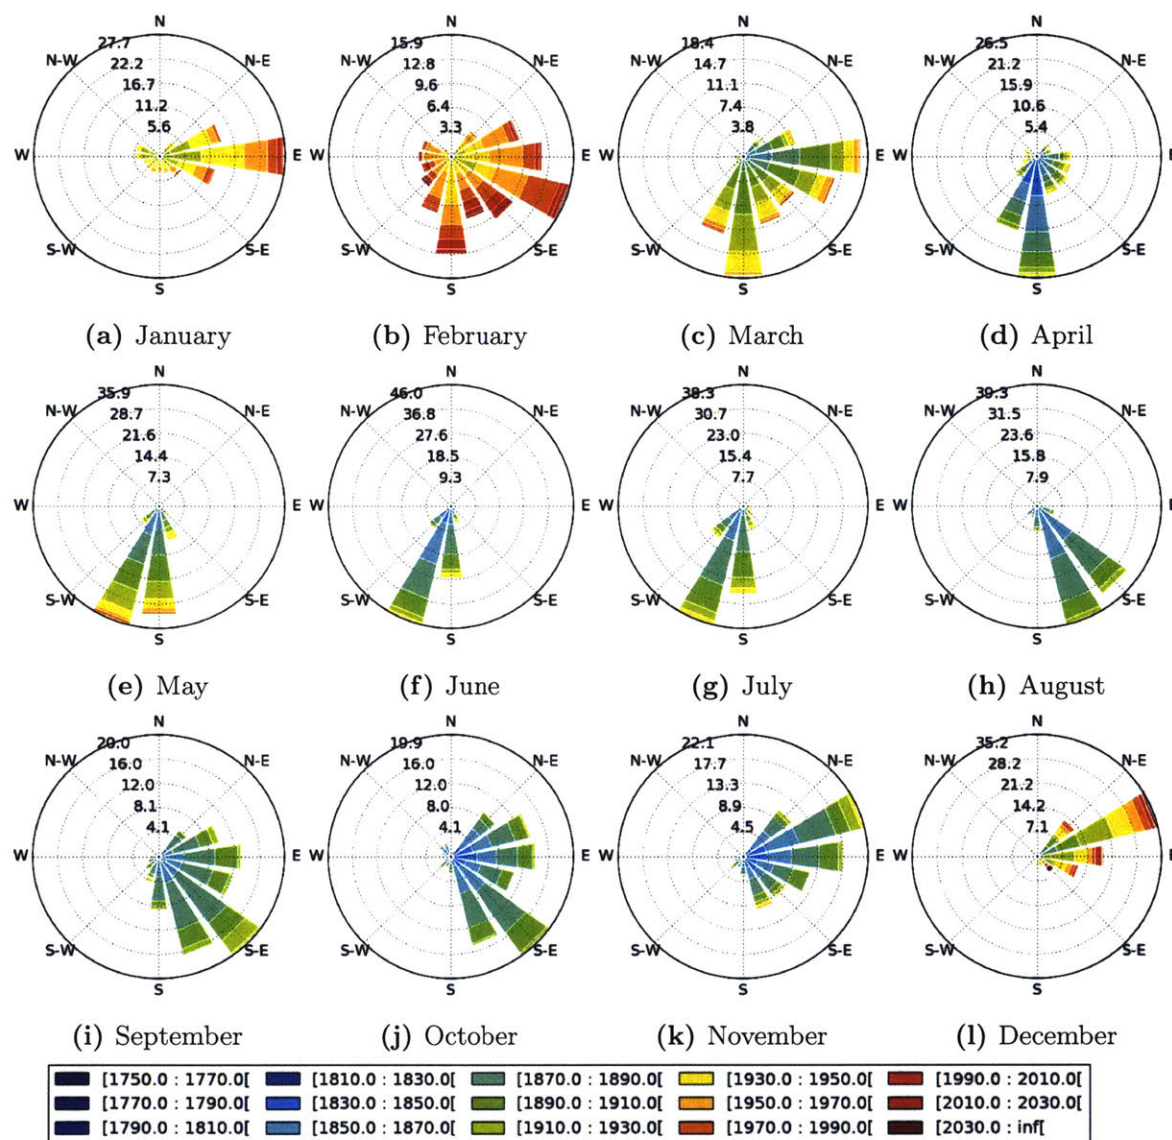 N N N N
27.7 15.9 18.4 26.5
N-W 22.2 N-E N-W 12.8 N-E N-W 14.7 N-E N-W 21.2 N-E
16.7 9.6 11.1 15.9
11.2 6.4 7.4 10.6
5.6 3.3 3.8 5.4
W E W E W E W E
S-W S-E S-W S-E S-W S-E S-W S-E
S S S S
(a) January (b) February (c) March (d) April
N N N N
35.9 46.0 38.3 39.3
N-W 28.7 N-E N-W 36.8 N-E N-W 30.7 N-E N-W 31.5 N-E
21.6 27.6 23.0 23.6
14.4 18.5 15.4 15.8
7.3 9.3 7.7 7.9
W E W E W E W E
S-W S-E S-W S-E S-W S-E S-W S-E
S S S S
(e) May (f) June (g) July (h) August
N N N N
20.0 19.9 22.1 35.2
N-W 16.0 N-E N-W 16.0 N-E N-W 17.7 N-E N-W 28.2 N-E
12.0 12.0 13.3 21.2
8.1 8.0 8.9 14.2
4.1 4.1 4.5 7.1
W E W E W E W E
S-W S-E S-W S-E S-W S-E S-W S-E
S S S S
(i) September (j) October (k) November (l) December
[1750.0 : 1770.0[ [1810.0 : 1830.0[ [1870.0 : 1890.0[ [1930.0 : 1950.0[ [1990.0 : 2010.0[
[1770.0 : 1790.0[ [1830.0 : 1850.0[ [1890.0 : 1910.0[ [1950.0 : 1970.0[ [2010.0 : 2030.0[
[1790.0 : 1810.0[ [1850.0 : 1870.0[ [1910.0 : 1930.0[ [1970.0 : 1990.0[ [2030.0 : inf[